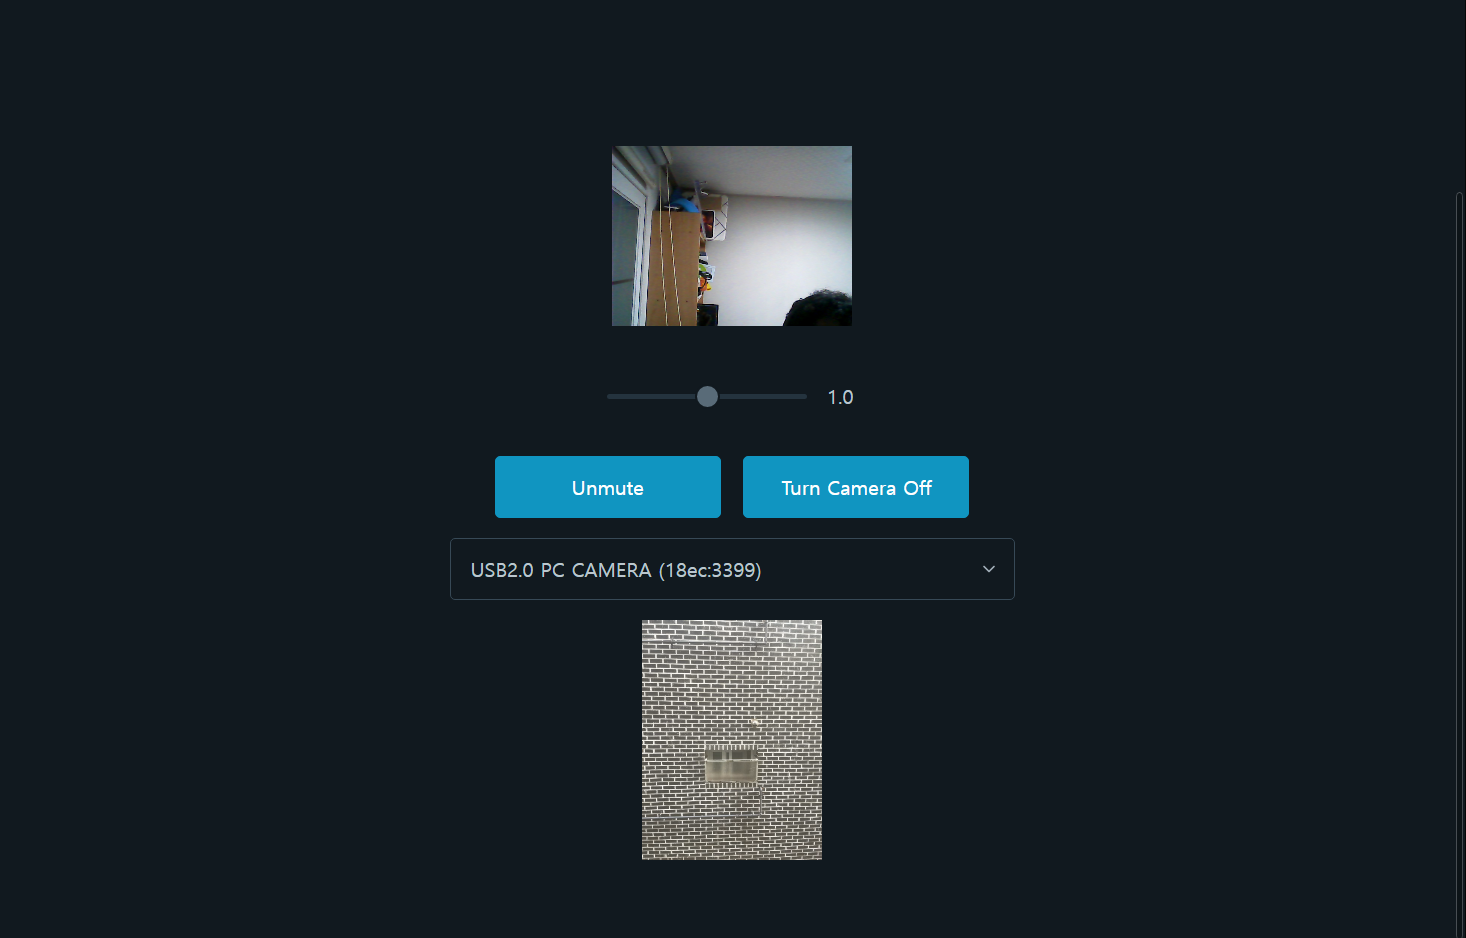 1.0
Unmute
Turn Camera Off
USB2.0 PC CAMERA (18ec:3399)